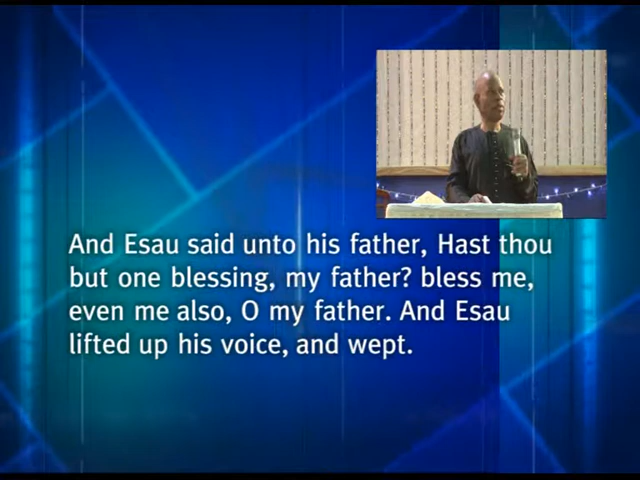 And Esau said unto his father, Hast thou
but one blessing, my father? bless me,
even me also, O my father. And Esau
lifted up his voice, and wept.